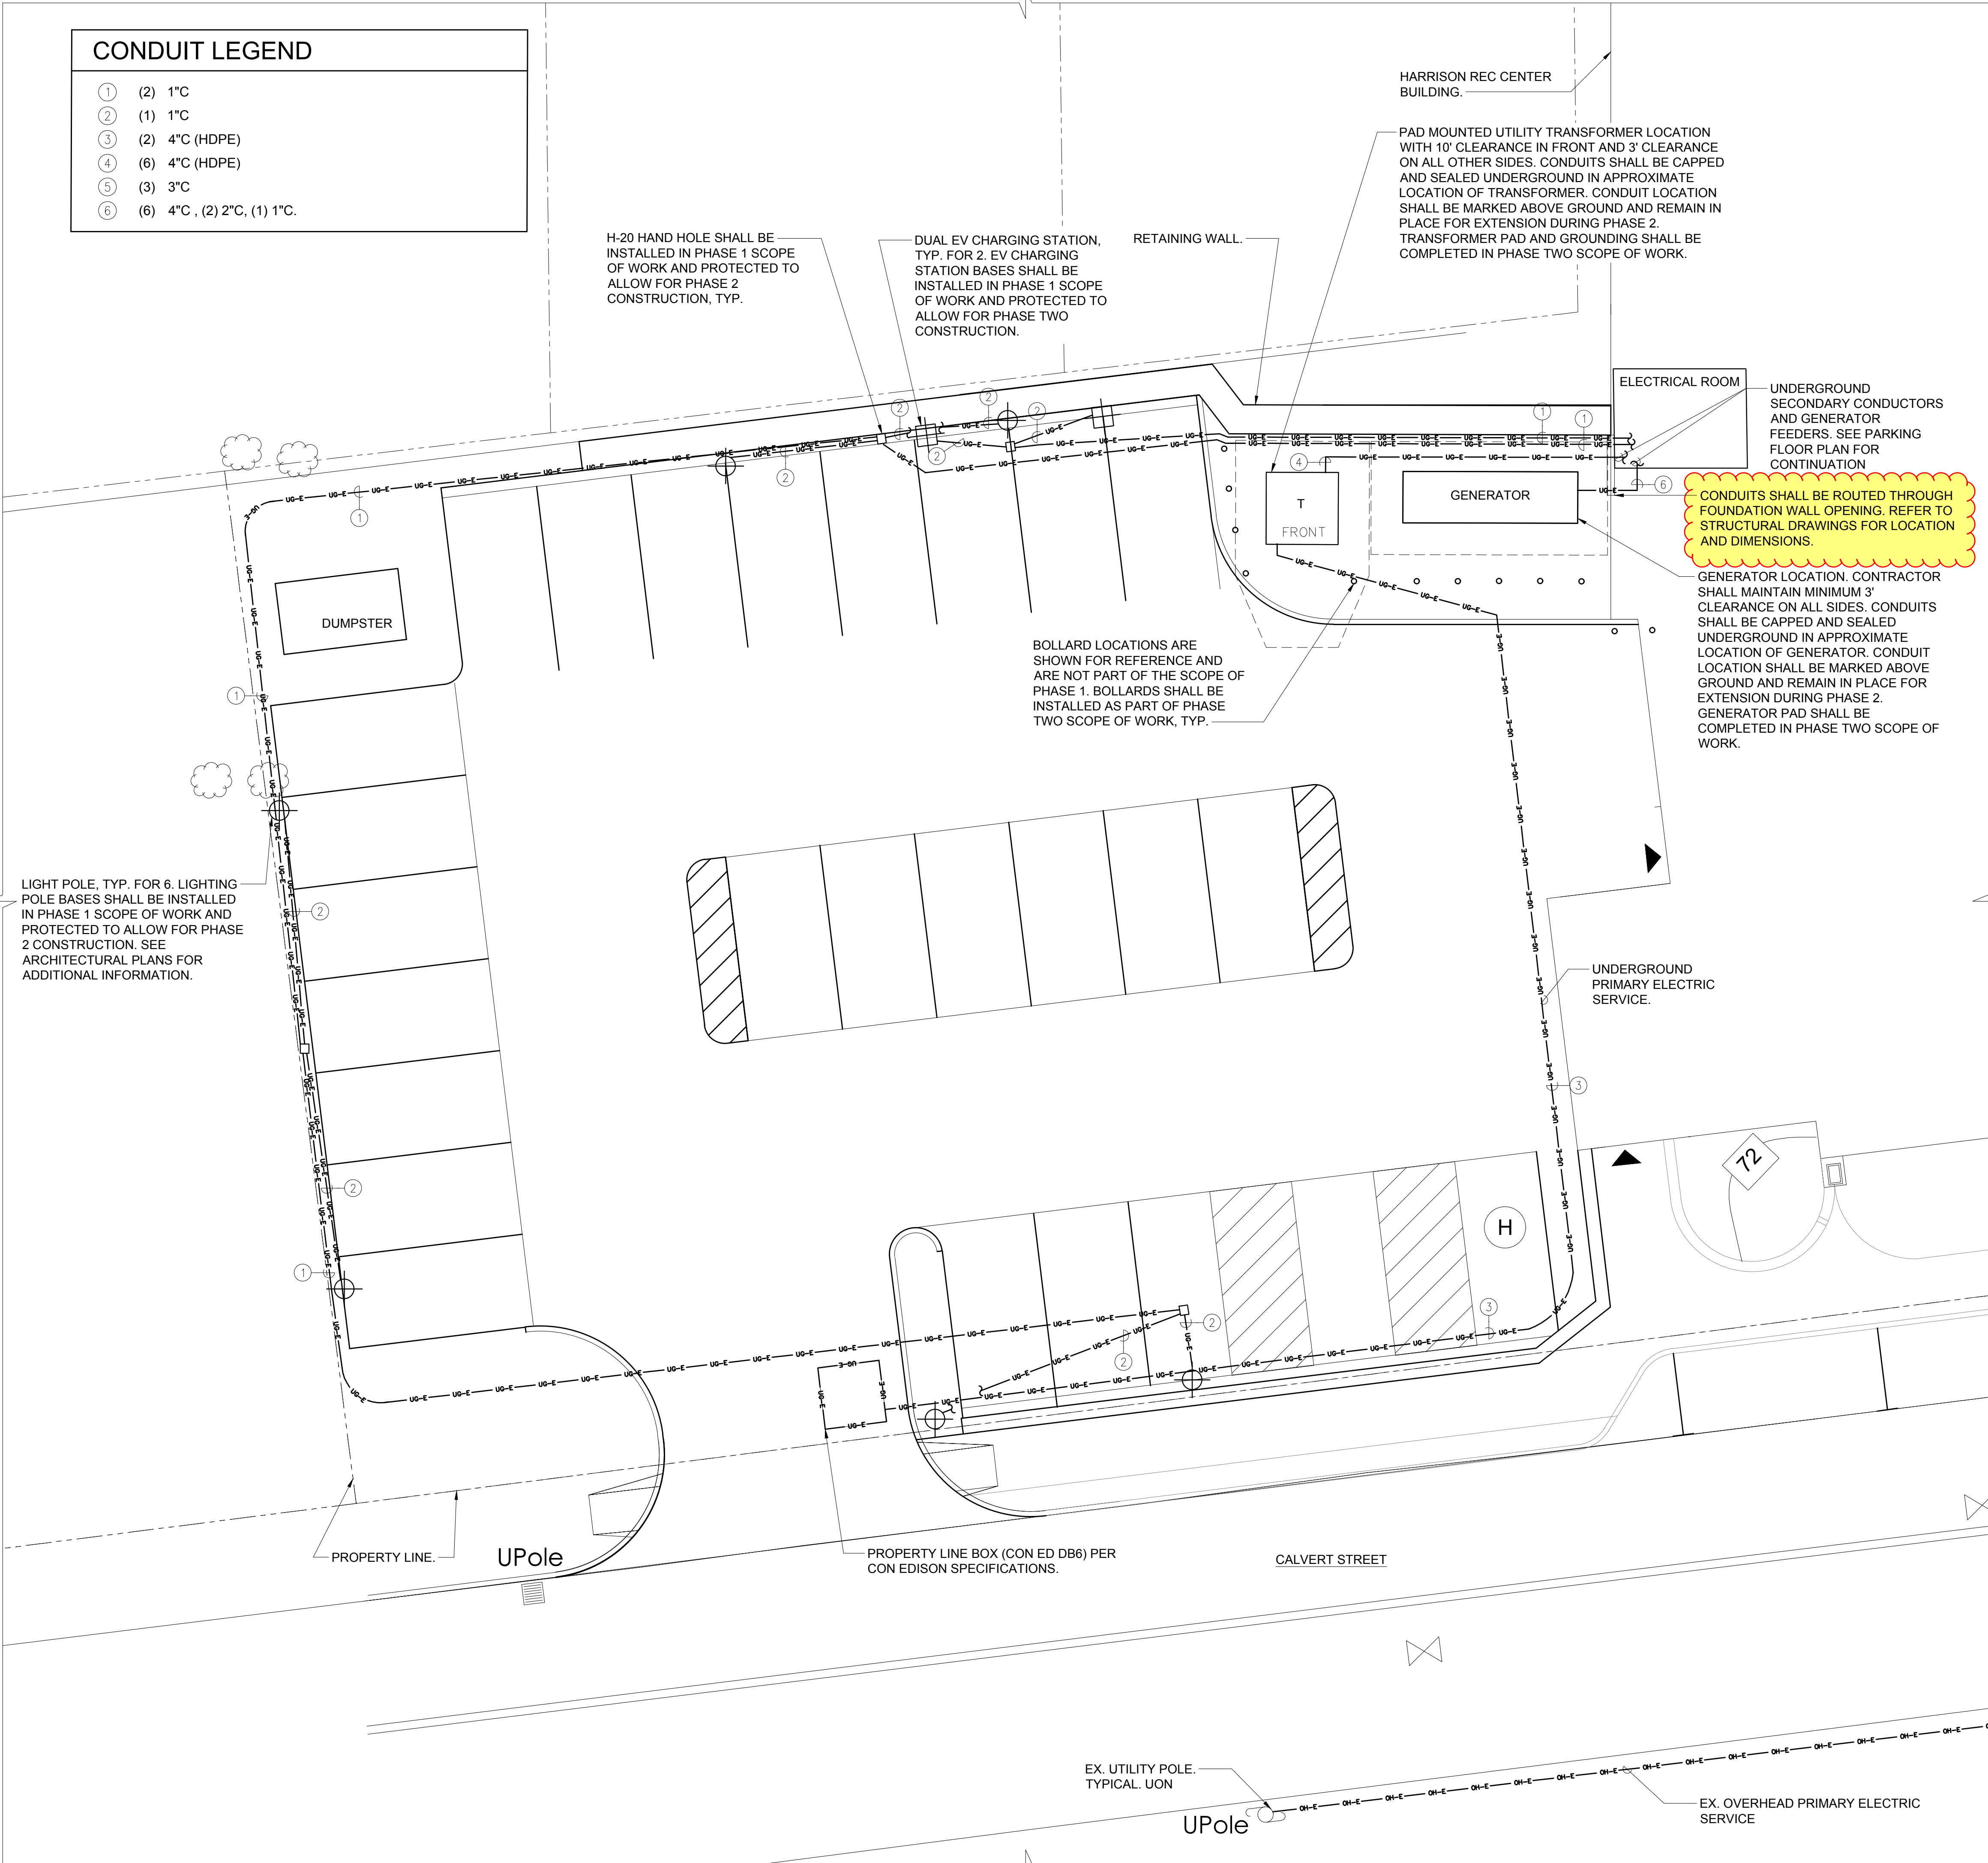 CONDUIT LEGEND
1 (2) 1"C
2 (1) 1"C
3 (2) 4"C (HDPE)
4 (6) 4"C (HDPE)
5 (3) 3"C
6 (6) 4"C , (2) 2"C, (1) 1"C.
HARRISON REC CENTER
BUILDING.
PAD MOUNTED UTILITY TRANSFORMER LOCATION
WITH 10' CLEARANCE IN FRONT AND 3' CLEARANCE
ON ALL OTHER SIDES. CONDUITS SHALL BE CAPPED
AND SEALED UNDERGROUND IN APPROXIMATE
LOCATION OF TRANSFORMER. CONDUIT LOCATION
SHALL BE MARKED ABOVE GROUND AND REMAIN IN
PLACE FOR EXTENSION DURING PHASE 2.
TRANSFORMER PAD AND GROUNDING SHALL BE
COMPLETED IN PHASE TWO SCOPE OF WORK.
H-20 HAND HOLE SHALL BE
INSTALLED IN PHASE 1 SCOPE
OF WORK AND PROTECTED TO
ALLOW FOR PHASE 2
CONSTRUCTION, TYP.
DUAL EV CHARGING STATION,
TYP. FOR 2. EV CHARGING
STATION BASES SHALL BE
INSTALLED IN PHASE 1 SCOPE
OF WORK AND PROTECTED TO
ALLOW FOR PHASE TWO
CONSTRUCTION.
RETAINING WALL.
ELECTRICAL ROOM
UNDERGROUND
SECONDARY CONDUCTORS
AND GENERATOR
FEEDERS. SEE PARKING
FLOOR PLAN FOR
CONTINUATION
CONDUITS SHALL BE ROUTED THROUGH
FOUNDATION WALL OPENING. REFER TO
STRUCTURAL DRAWINGS FOR LOCATION
AND DIMENSIONS.
GENERATOR LOCATION. CONTRACTOR
SHALL MAINTAIN MINIMUM 3'
CLEARANCE ON ALL SIDES. CONDUITS
SHALL BE CAPPED AND SEALED
UNDERGROUND IN APPROXIMATE
LOCATION OF GENERATOR. CONDUIT
LOCATION SHALL BE MARKED ABOVE
GROUND AND REMAIN IN PLACE FOR
EXTENSION DURING PHASE 2.
GENERATOR PAD SHALL BE
COMPLETED IN PHASE TWO SCOPE OF
WORK.
GENERATOR
T
FRONT
DUMPSTER
BOLLARD LOCATIONS ARE
SHOWN FOR REFERENCE AND
ARE NOT PART OF THE SCOPE OF
PHASE 1. BOLLARDS SHALL BE
INSTALLED AS PART OF PHASE
TWO SCOPE OF WORK, TYP.
LIGHT POLE, TYP. FOR 6. LIGHTING
POLE BASES SHALL BE INSTALLED
IN PHASE 1 SCOPE OF WORK AND
PROTECTED TO ALLOW FOR PHASE
2 CONSTRUCTION. SEE
ARCHITECTURAL PLANS FOR
ADDITIONAL INFORMATION.
UNDERGROUND
PRIMARY ELECTRIC
SERVICE.
72
H
PROPERTY LINE.
UPole
PROPERTY LINE BOX (CON ED DB6) PER
CON EDISON SPECIFICATIONS.
CALVERT STREET
EX. UTILITY POLE.
TYPICAL. UON
UPole
OH-E
EX. OVERHEAD PRIMARY ELECTRIC
SERVICE
UG-E